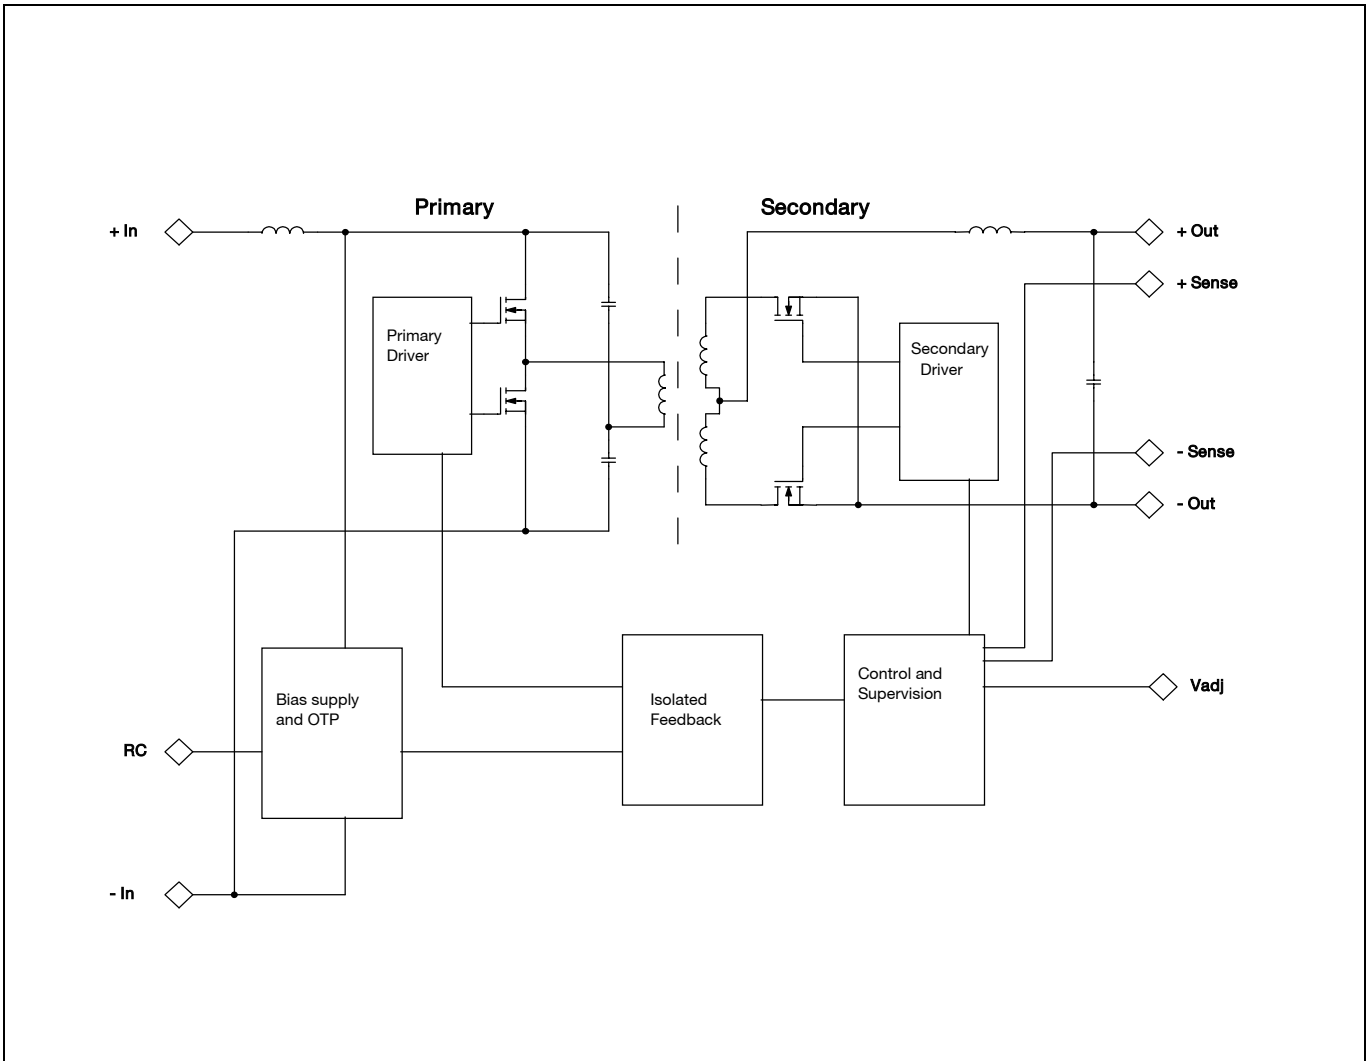 Primary
Secondary
+ In
+ Out
+ Sense
Primary
Driver
Secondary
Driver
- Sense
- Out
Bias supply
and OTP
Isolated
Feedback
Control and
Supervision
Vadj
RC
- In